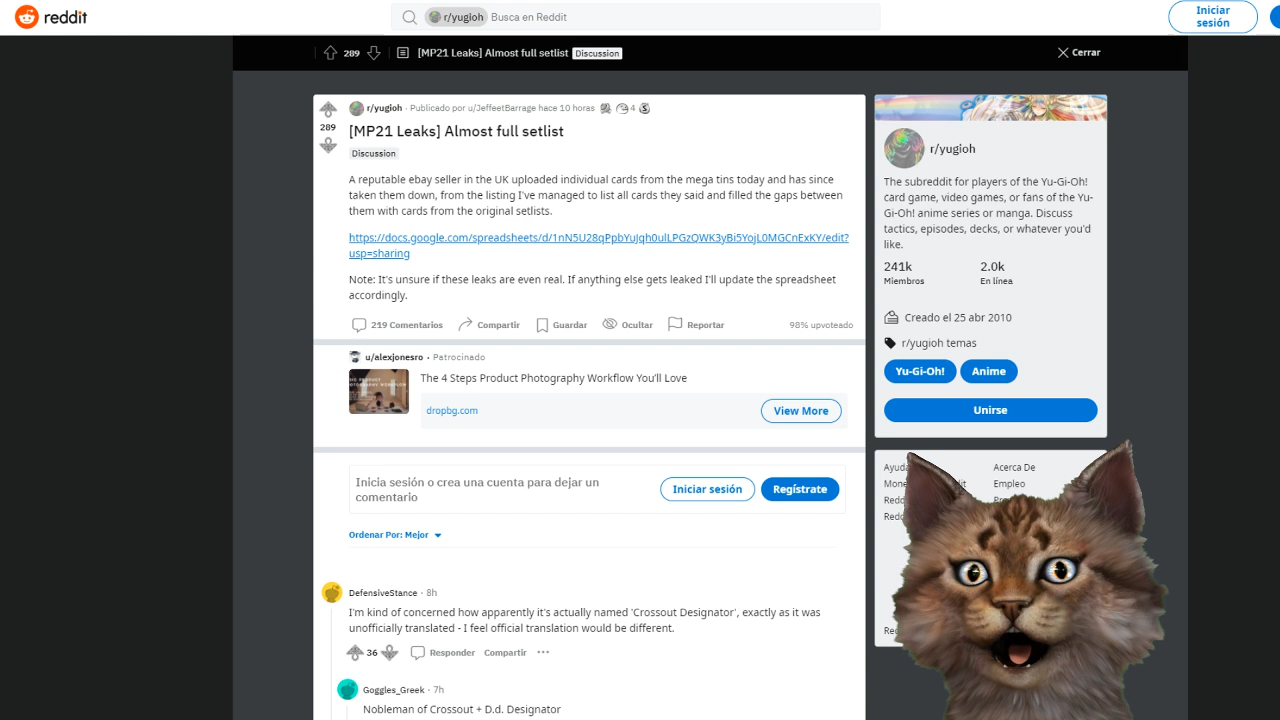 reddit
r/yugioh Busca en Reddit
Iniciar sesión
289 [MP21 Leaks] Almost full setlist Discussion
Cerrar
r/yugioh · Publicado por u/JeffeetBarrage hace 10 horas 4
289
[MP21 Leaks] Almost full setlist
Discussion
A reputable ebay seller in the UK uploaded individual cards from the mega tins today and has since
taken them down, from the listing I've managed to list all cards they said and filled the gaps between
them with cards from the original setlists.
https://docs.google.com/spreadsheets/d/1nN5U28qPpbYuJqh0ulLPGzQWK3yBi5YojL0MGCnExKY/edit?
usp=sharing
Note: It's unsure if these leaks are even real. If anything else gets leaked I'll update the spreadsheet
accordingly.
219 Comentarios Compartir Guardar Ocultar Reportar 98% upvoteado
u/alexjonesro • Patrocinado
The 4 Steps Product Photography Workflow You'll Love
dropbg.com
View More
Inicia sesión o crea una cuenta para dejar un
comentario
Iniciar sesión
Regístrate
Ordenar Por: Mejor
DefensiveStance · 8h
I'm kind of concerned how apparently it's actually named 'Crossout Designator', exactly as it was
unofficially translated - I feel official translation would be different.
36 Responder Compartir
Goggles_Greek · 7h
Nobleman of Crossout + D.d. Designator
r/yugioh
The subreddit for players of the Yu-Gi-Oh!
card game, video games, or fans of the Yu-
Gi-Oh! anime series or manga. Discuss
tactics, episodes, decks, or whatever you'd
like.
241k 2.0k
Miembros En línea
Creado el 25 abr 2010
r/yugioh temas
Yu-Gi-Oh! Anime
Unirse
Acerca De
Empleo